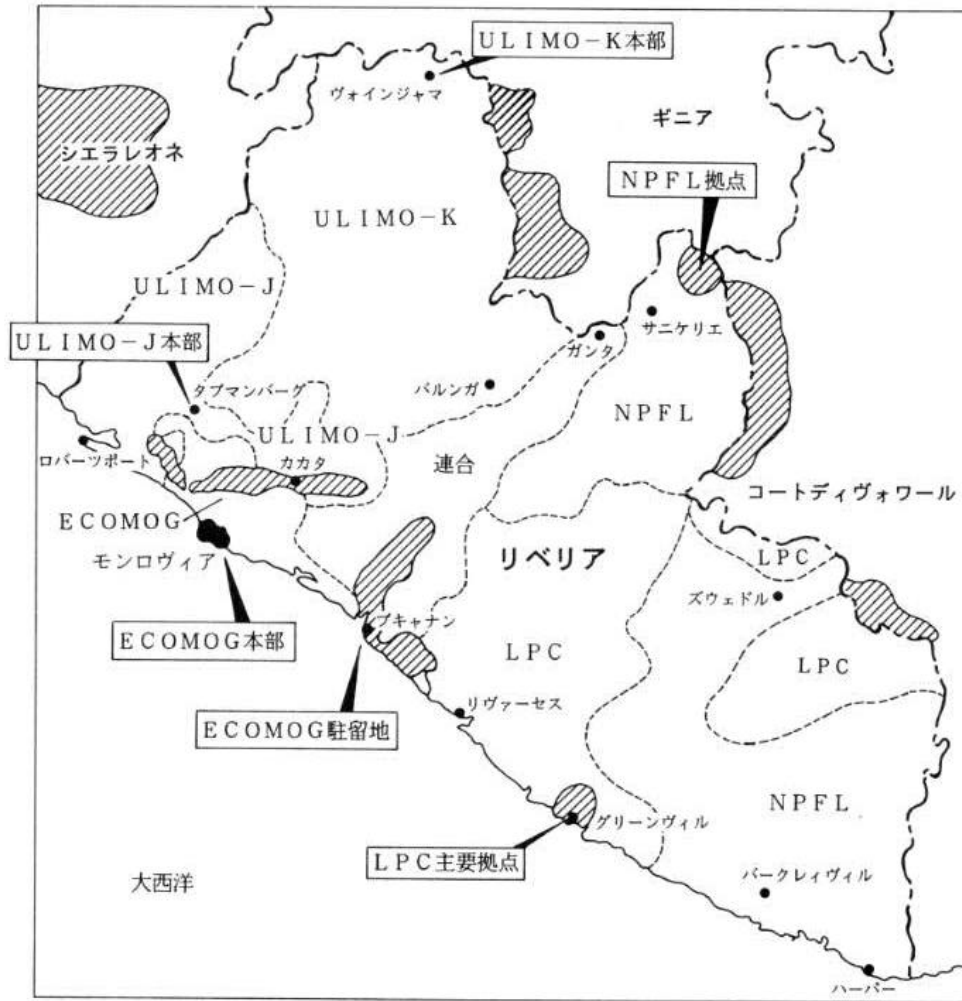 ULIMO-K本部
ヴォインジャマ
ギニア
シエラレオネ
NPFL拠点
ULIMO-K
ULIMO-J
サニケリエ
ULIMO-J本部
ガンタ
タブマンバーグ
バルンガ
NPFL
ULIMO-J
ロバーツポート
カカタ
連合
コートディヴォワール
ECOMOG
モンロヴィア
リベリア
LPC
ズウェドル
ECOMOG本部
ブキャナン
LPC
LPC
リヴァーセス
ECOMOG駐留地
NPFL
グリーンヴィル
LPC主要拠点
大西洋
バークレィヴィル
ハーパー